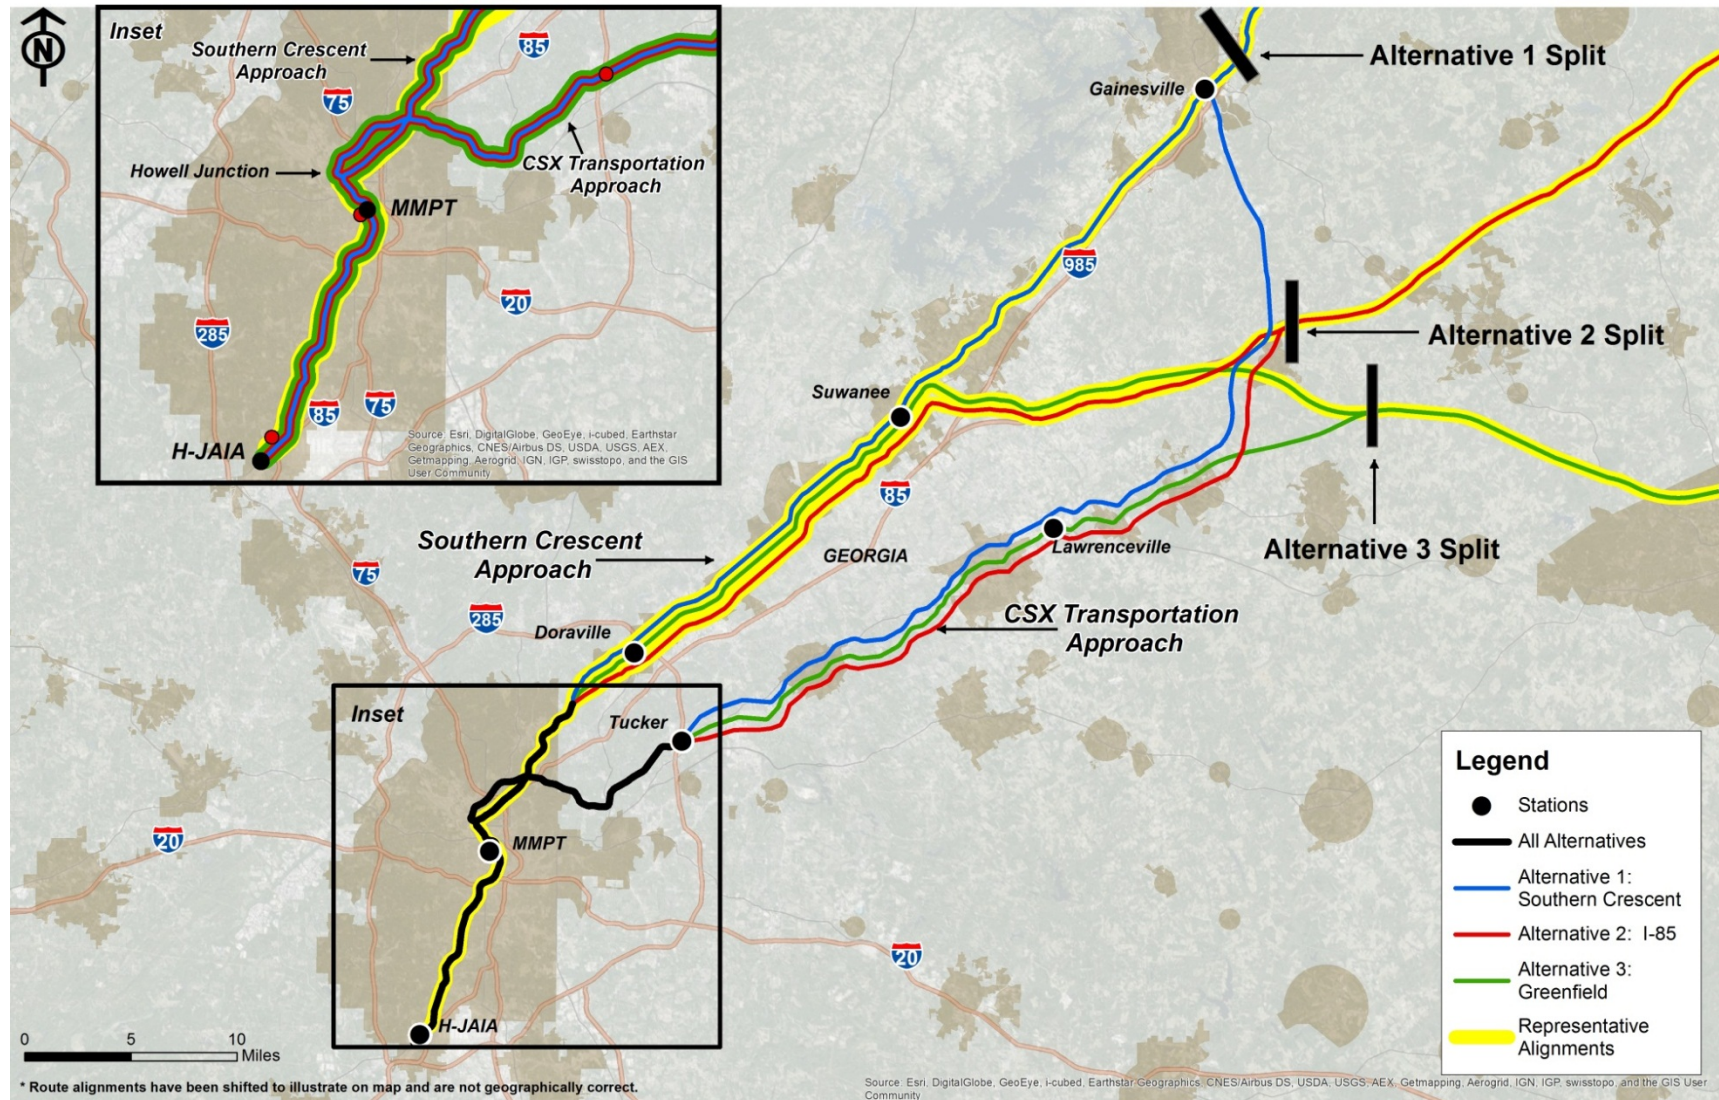 N
Inset
Southern Crescent
Approach
85
75
Howell Junction
CSX Transportation
Approach
MMPT
20
285
85
75
H-JAIA
Source: Esri, DigitalGlobe, GeoEye, i-cubed, Earthstar
Geographics, CNES/Airbus DS, USDA, USGS, AEX,
Getmapping, Aerogrid, IGN, IGP, swisstopo, and the GIS
User Community
Alternative 1 Split
Gainesville
985
Alternative 2 Split
Suwanee
85
Alternative 3 Split
Southern Crescent
Approach
GEORGIA
Lawrenceville
75
285
CSX Transportation
Approach
Doraville
Inset
Tucker
20
MMPT
20
H-JAIA
Legend
Stations
All Alternatives
Alternative 1:
Southern Crescent
Alternative 2: I-85
Alternative 3:
Greenfield
Representative
Alignments
0 5 10
Miles
* Route alignments have been shifted to illustrate on map and are not geographically correct.
Source: Esri, DigitalGlobe, GeoEye, i-cubed, Earthstar Geographics, CNES/Airbus DS, USDA, USGS, AEX, Getmapping, Aerogrid, IGN, IGP, swisstopo, and the GIS User
Community